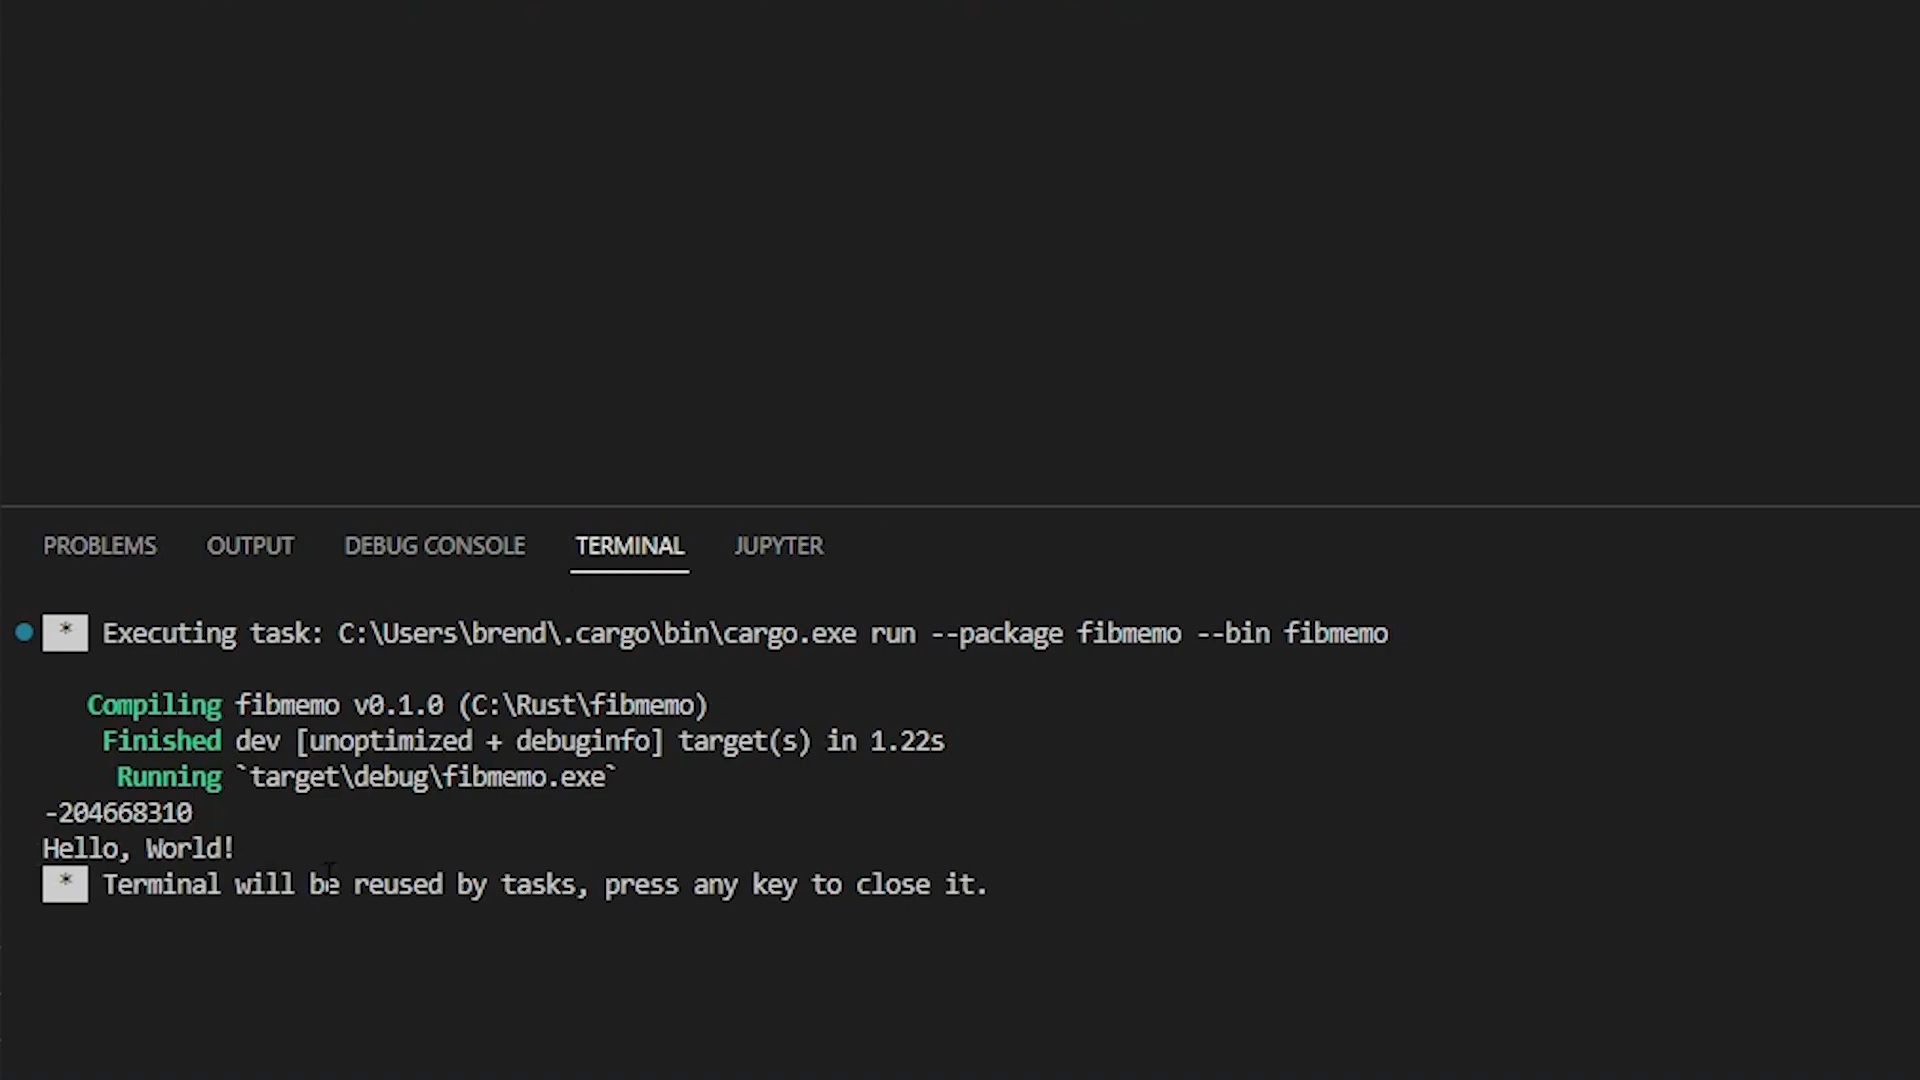 PROBLEMS OUTPUT DEBUG CONSOLE TERMINAL JUPYTER
* Executing task: C:\Users\brend\.cargo\bin\cargo.exe run --package fibmemo --bin fibmemo
Compiling fibmemo v0.1.0 (C:\Rust\fibmemo)
Finished dev [unoptimized + debuginfo] target(s) in 1.22s
Running `target\debug\fibmemo.exe`
-204668310
Hello, World!
* Terminal will be reused by tasks, press any key to close it.